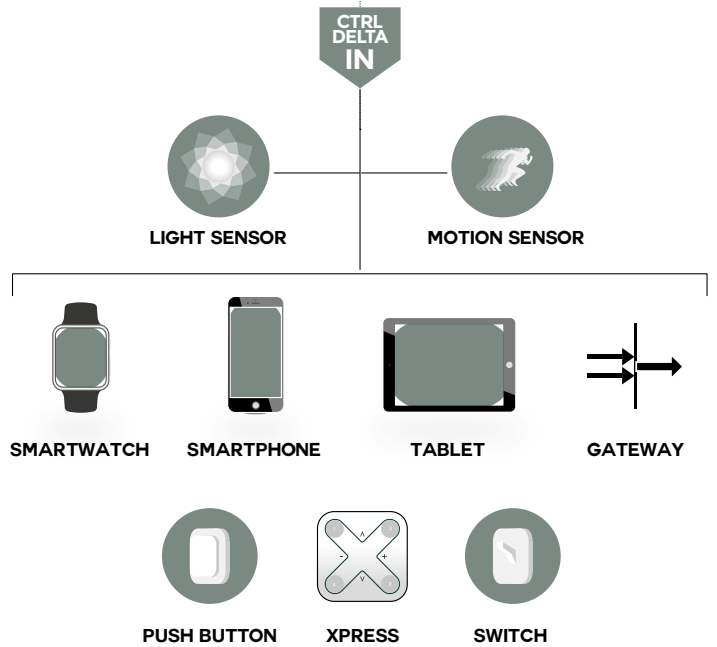 CTRL
DELTA
IN
LIGHT SENSOR
MOTION SENSOR
SMARTWATCH
SMARTPHONE
TABLET
GATEWAY
PUSH BUTTON
XPRESS
SWITCH